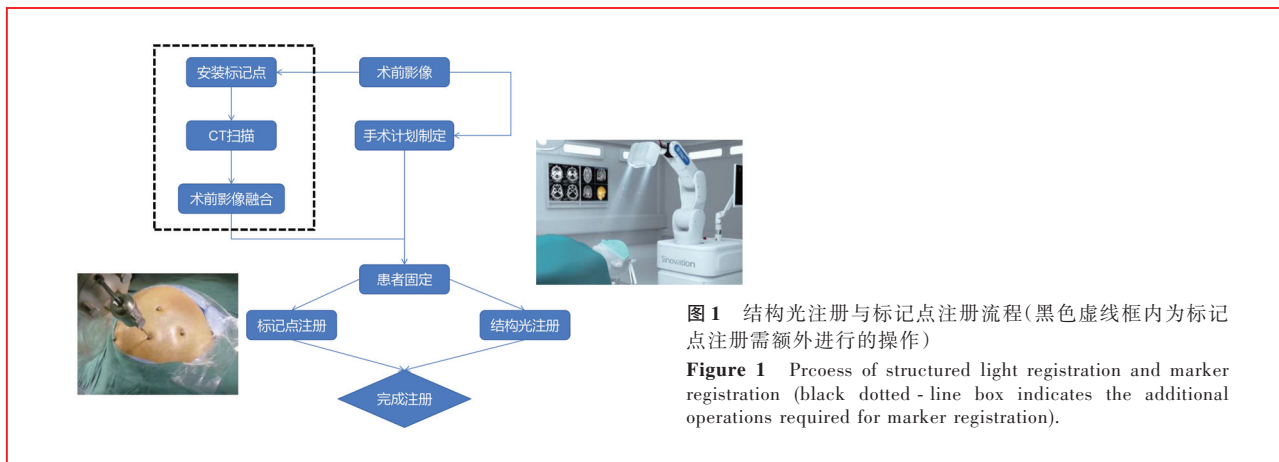 安装标记点
术前影像
CT扫描
手术计划制定
术前影像融合
Sinovation
患者固定
标记点注册
结构光注册
完成注册
图1 结构光注册与标记点注册流程(黑色虚线框内为标记
点注册需额外进行的操作)
Figure 1 Prcoess of structured light registration and marker
registration (black dotted - line box indicates the additional
operations required for marker registration).